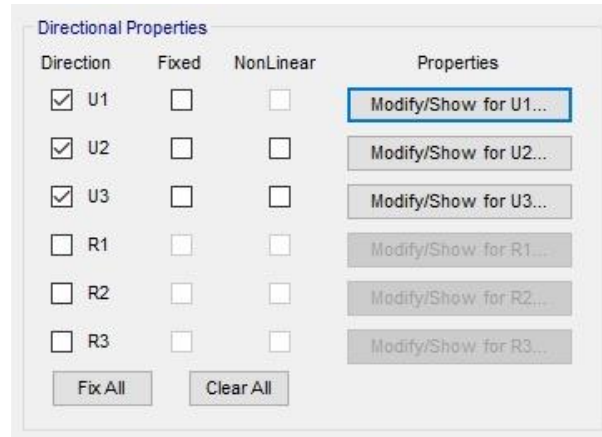 Directional Properties
Direction Fixed NonLinear Properties
U1 Modify/Show for U1...
U2 Modify/Show for U2...
U3 Modify/Show for U3...
R1 Modify/Show for R1...
R2 Modify/Show for R2...
R3 Modify/Show for R3...
Fix All Clear All